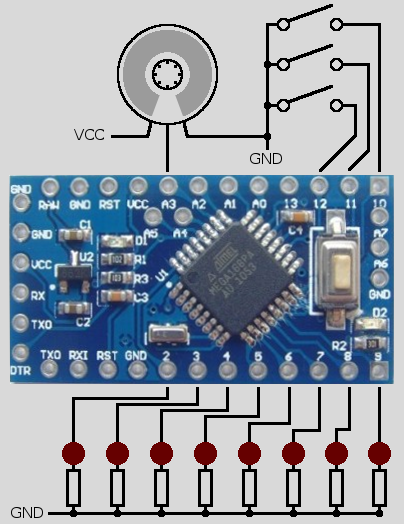 VCC
GND
GND RAW GND RST VCC A3 A2 A1 A0 13 12 11 10
C1 A5 A4 C4 A7
GND D1
U2 R1 A6
VCC U1 ATMEL
R3 MEGA168PA
RX C3 AU 1053 GND
C2 D2
TXO R2
DTR TXO RXI RST GND 2 3 4 5 6 7 8 9
GND